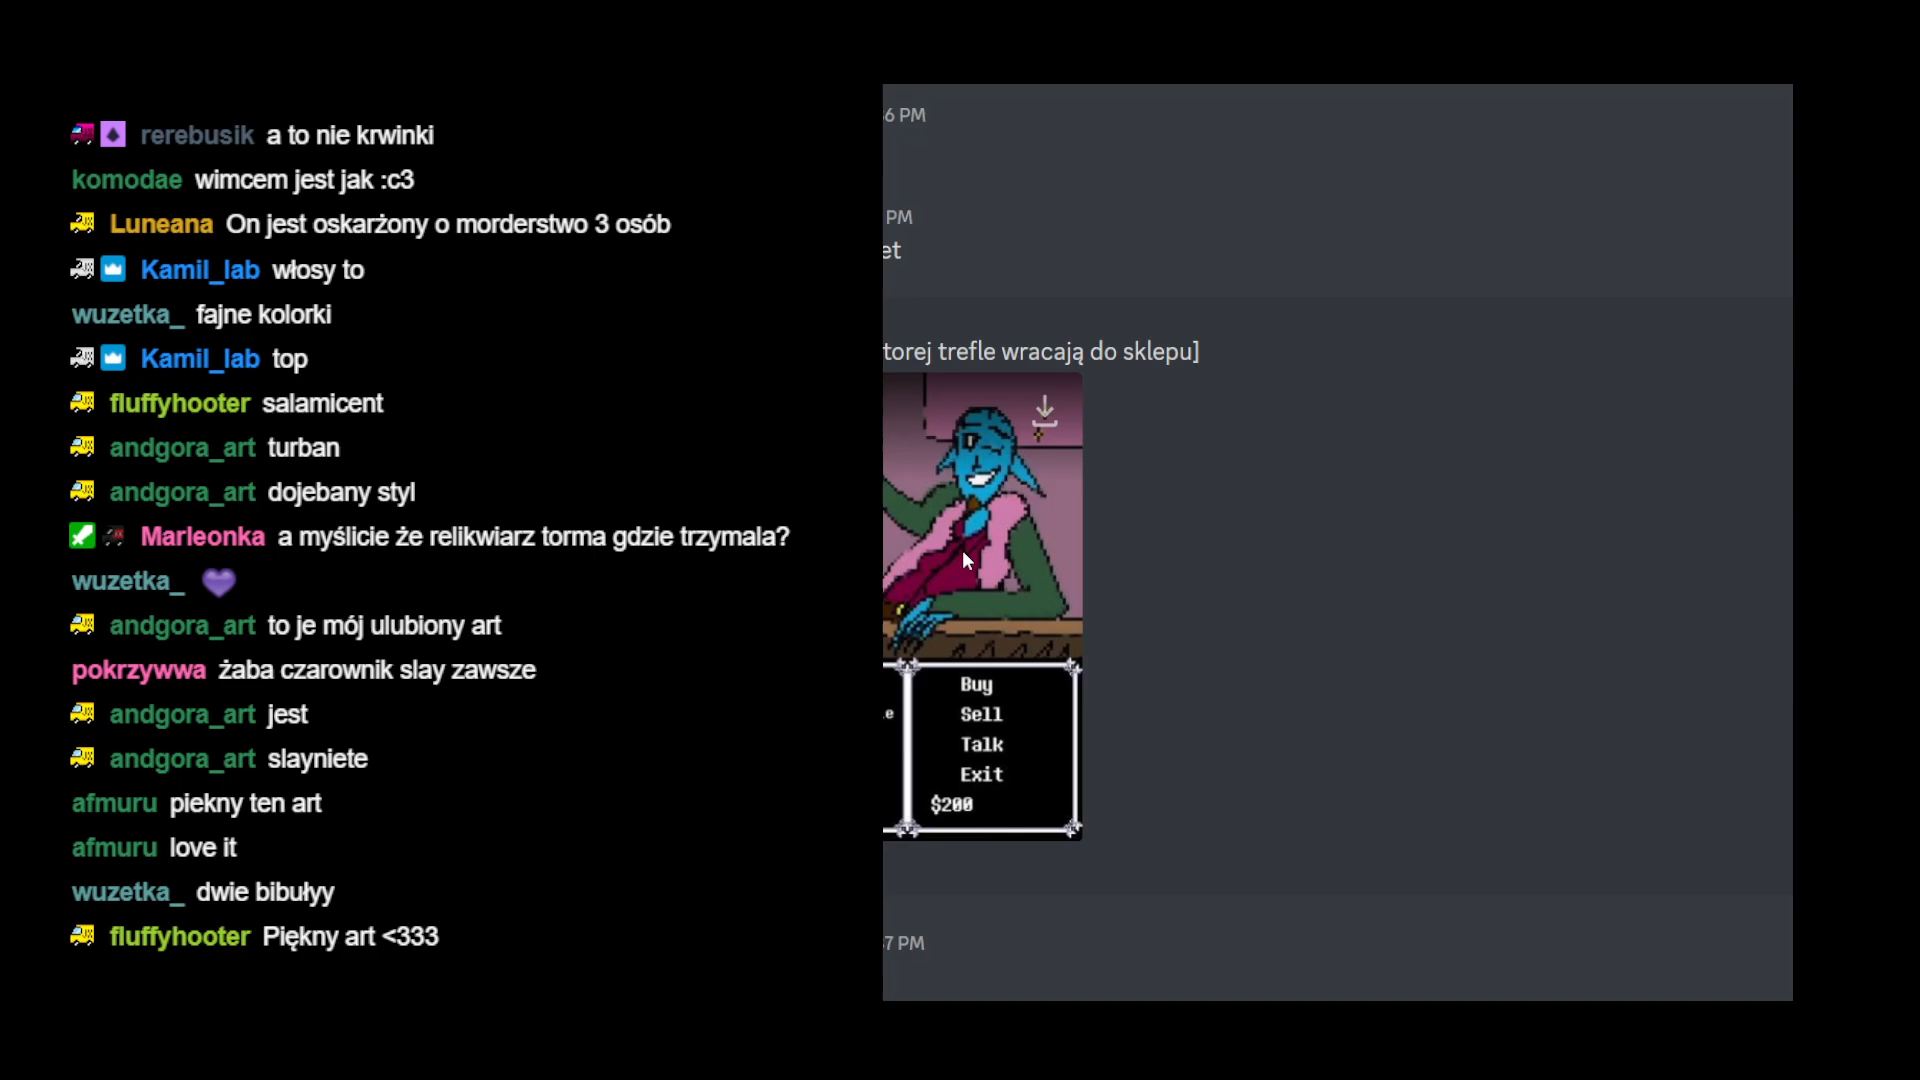 rerebusik a to nie krwinki
komodae wimcem jest jak :c3
Luneana On jest oskarżony o morderstwo 3 osób
Kamil_lab włosy to
wuzetka_ fajne kolorki
Kamil_lab top
fluffyhooter salamicent
andgora_art turban
andgora_art dojebany styl
Marleonka a myślicie że relikwiarz torma gdzie trzymala?
wuzetka_
andgora_art to je mój ulubiony art
pokrzywwa żaba czarownik slay zawsze
andgora_art jest
andgora_art slayniete
afmuru piekny ten art
afmuru love it
wuzetka_ dwie bibułyy
fluffyhooter Piękny art <333
6 PM
PM
et
torej trefle wracają do sklepu]
.e
Buy
Sell
Talk
Exit
$200
7 PM